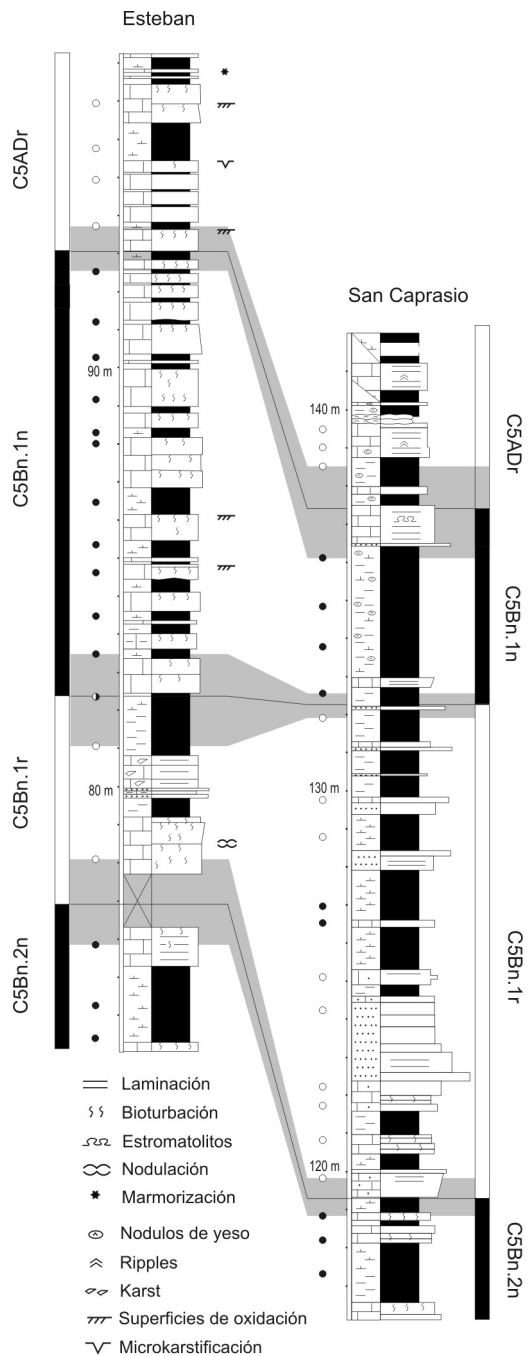 Esteban
C5ADr
C5Bn.1n
C5Bn.1r
C5Bn.2n
90 m
80 m
San Caprasio
140 m
130 m
120 m
C5ADr
C5Bn.1n
C5Bn.1r
C5Bn.2n
Laminación
Bioturbación
Estromatolitos
Nodulación
Marmorización
Nodulos de yeso
Ripples
Karst
Superficies de oxidación
Microkarstificación